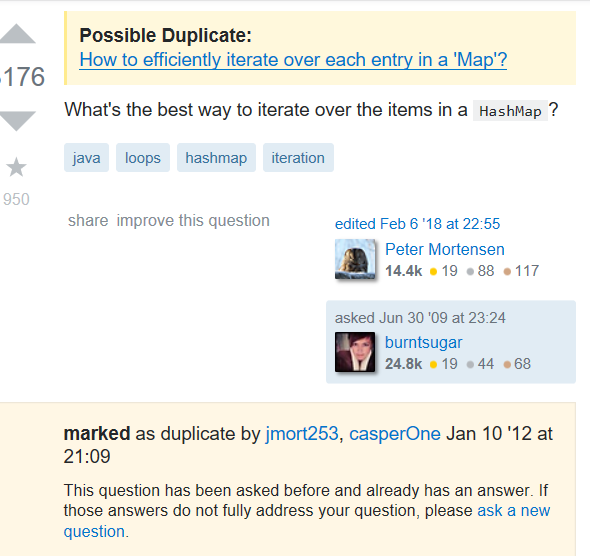 Possible Duplicate:
How to efficiently iterate over each entry in a 'Map'?
What's the best way to iterate over the items in a HashMap ?
java loops hashmap iteration
950
share improve this question
edited Feb 6 '18 at 22:55
Peter Mortensen
14.4k 19 88 117
asked Jun 30 '09 at 23:24
burntsugar
24.8k 19 44 68
marked as duplicate by jmort253, casperOne Jan 10 '12 at
21:09
This question has been asked before and already has an answer. If
those answers do not fully address your question, please ask a new
question.